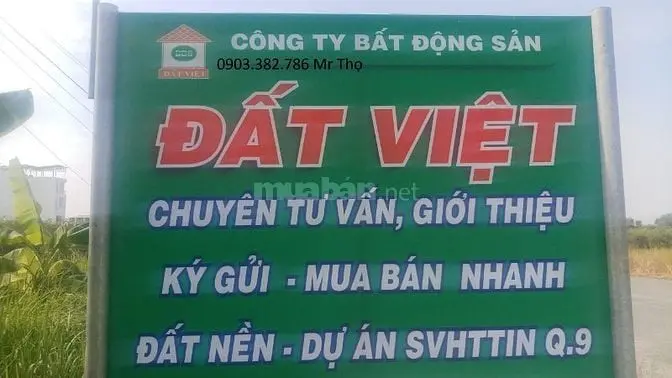 CÔNG TY BẤT ĐỘNG SẢN
ĐẤT VIỆT
0903.382.786 Mr Thọ
ĐẤT VIỆT
muaban.net
CHUYÊN TƯ VẤN, GIỚI THIỆU
KÝ GỬI - MUA BÁN NHANH
ĐẤT NỀN - DỰ ÁN SVHTTIN Q.9